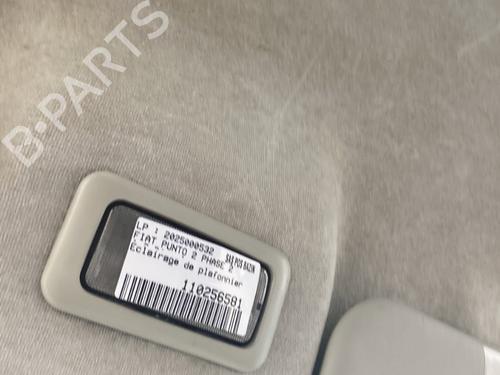 B-PARTS
LP : 2025000532
FIAT PUNTO 2 PHASE 2
Eclairage de plafonnier
110256581